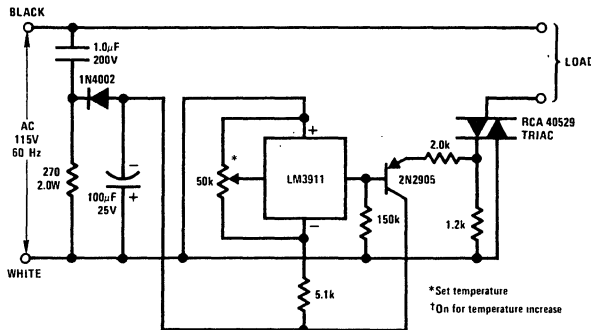 BLACK
1.0μF
200V
1N4002
LOAD
AC
115V
60 Hz
270
2.0W
−
100μF
+
25V
*
50k
+
LM3911
−
2N2905
2.0k
RCA 40529
TRIAC
150k
1.2k
WHITE
5.1k
*Set temperature
†On for temperature increase